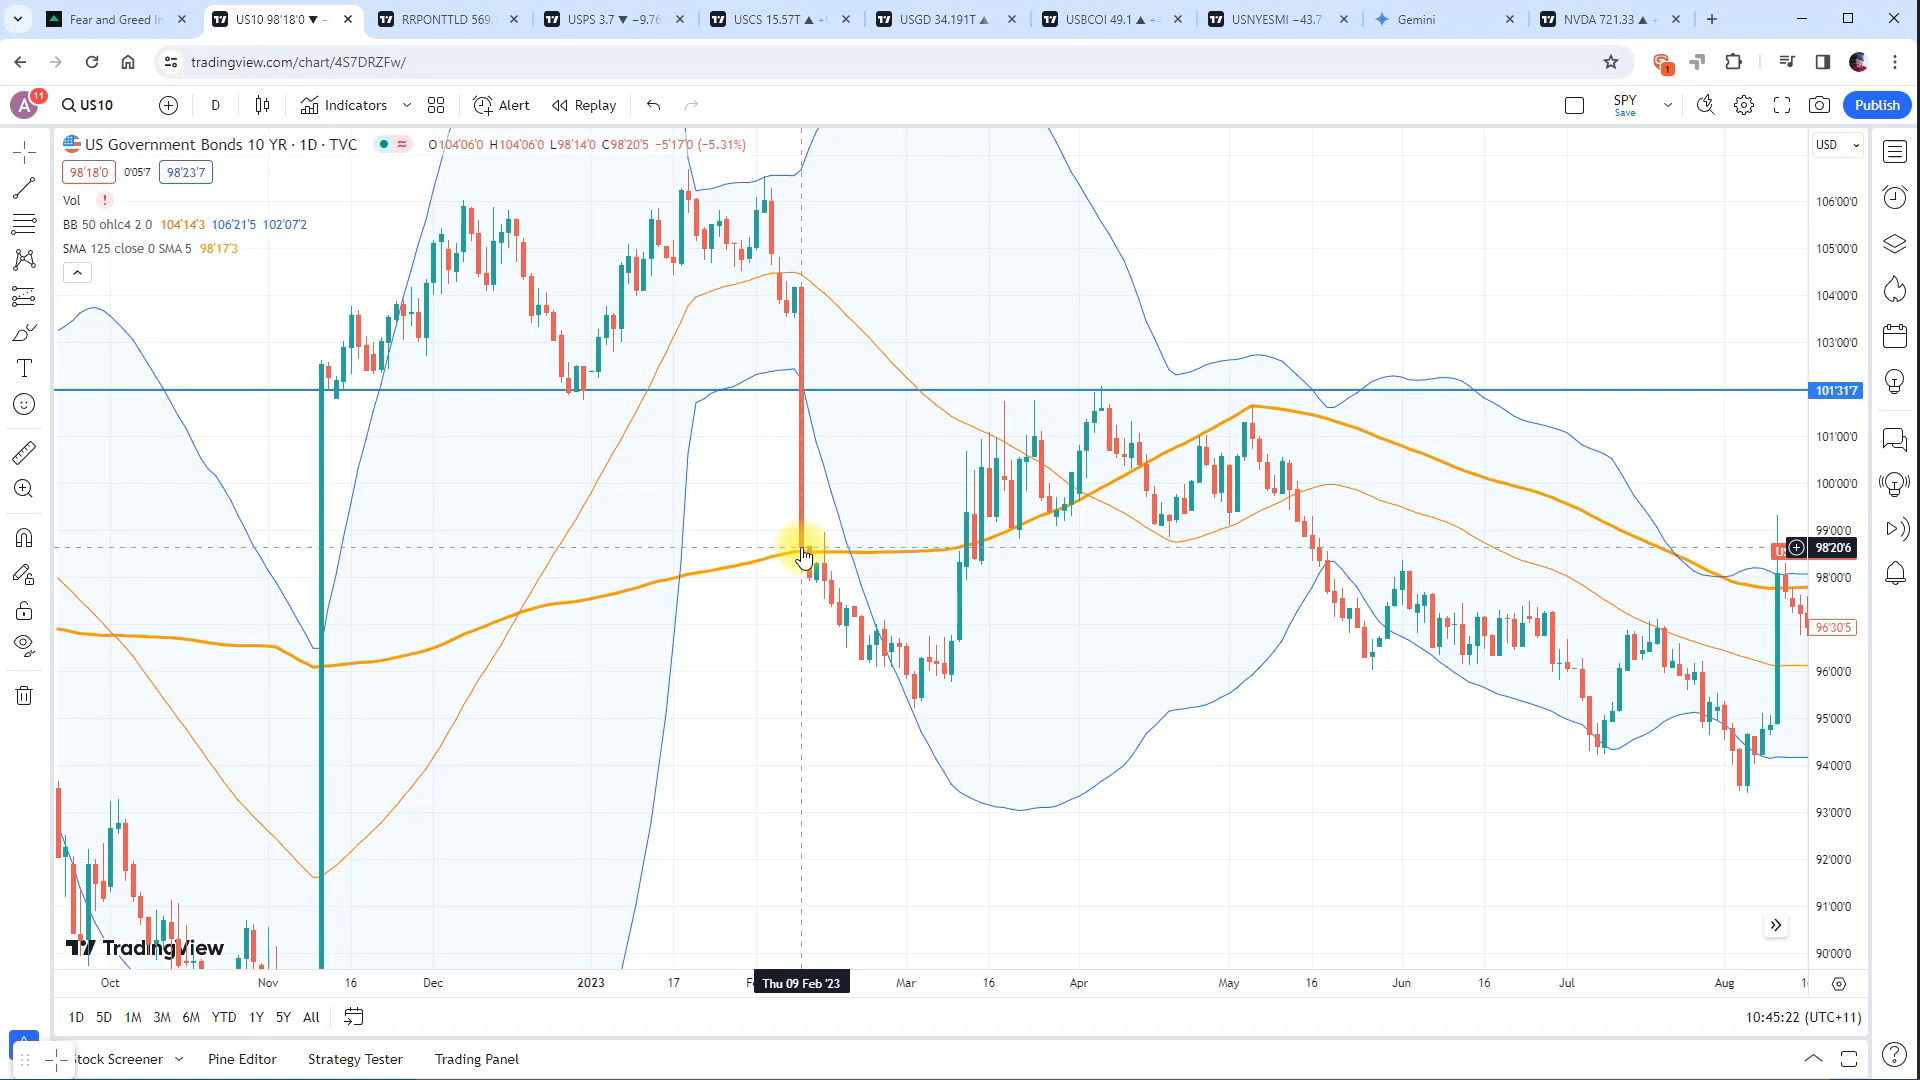 Fear and Greed In
US10 98'18'0 ▼ −
RRPONTTLD 569.
USPS 3.7 ▼ −9.76
USCS 15.57T ▲ +
USGD 34.191T ▲
USBCOI 49.1 ▲ +
USNYESMI −43.7
Gemini
NVDA 721.33 ▲ +
tradingview.com/chart/4S7DRZFw/
1
A 11
US10
D
Indicators
Alert
Replay
SPY
Save
Publish
US Government Bonds 10 YR · 1D · TVC
O104'06'0 H104'06'0 L98'14'0 C98'20'5 −5'17'0 (−5.31%)
USD
98'18'0 0'05'7 98'23'7
Vol !
BB 50 ohlc4 2 0 104'14'3 106'21'5 102'07'2
SMA 125 close 0 SMA 5 98'17'3
106'00'0
105'00'0
104'00'0
103'00'0
101'31'7
101'00'0
100'00'0
99'00'0
98'20'6
98'00'0
96'30'5
96'00'0
95'00'0
94'00'0
93'00'0
92'00'0
91'00'0
90'00'0
TradingView
Oct Nov 16 Dec 2023 17 Thu 09 Feb '23 Mar 16 Apr May 16 Jun 16 Jul Aug
1D 5D 1M 3M 6M YTD 1Y 5Y All
10:45:22 (UTC+11)
tock Screener Pine Editor Strategy Tester Trading Panel